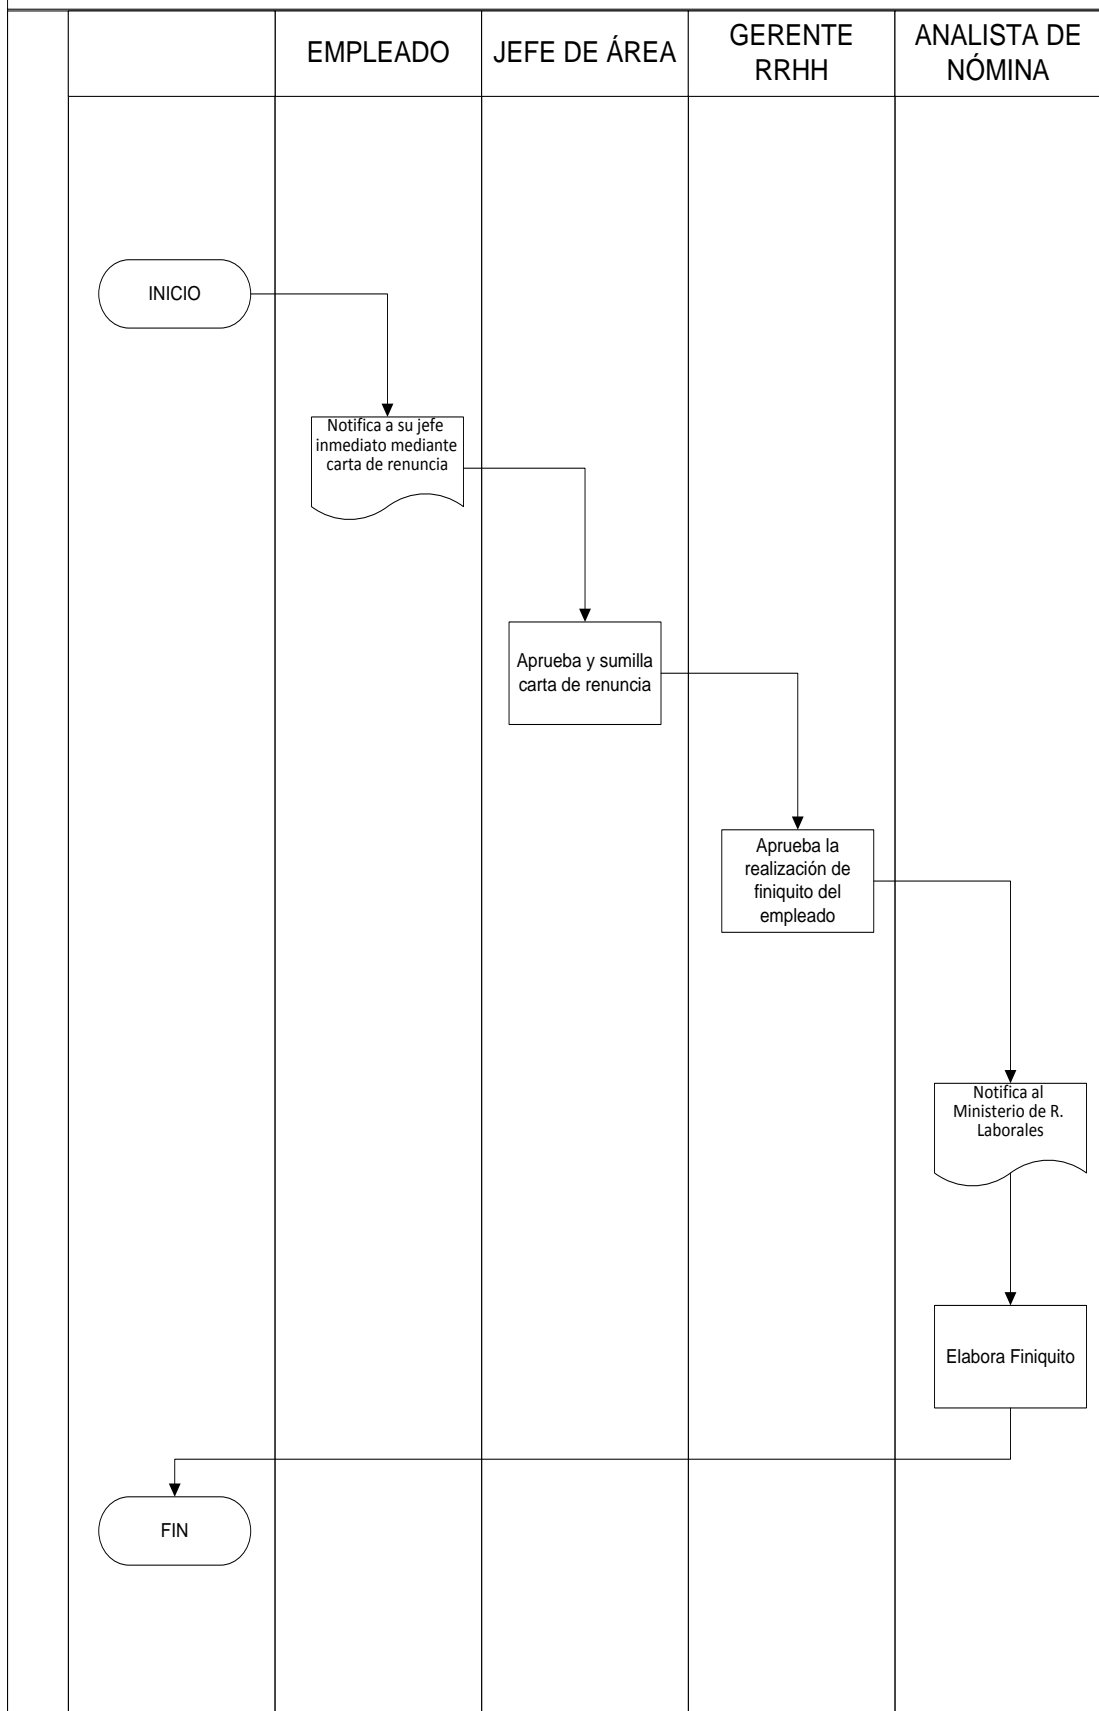 EMPLEADO
JEFE DE ÁREA
GERENTE
RRHH
ANALISTA DE
NÓMINA
INICIO
Notifica a su jefe
inmediato mediante
carta de renuncia
Aprueba y sumilla
carta de renuncia
Aprueba la
realización de
finiquito del
empleado
Notifica al
Ministerio de R.
Laborales
Elabora Finiquito
FIN